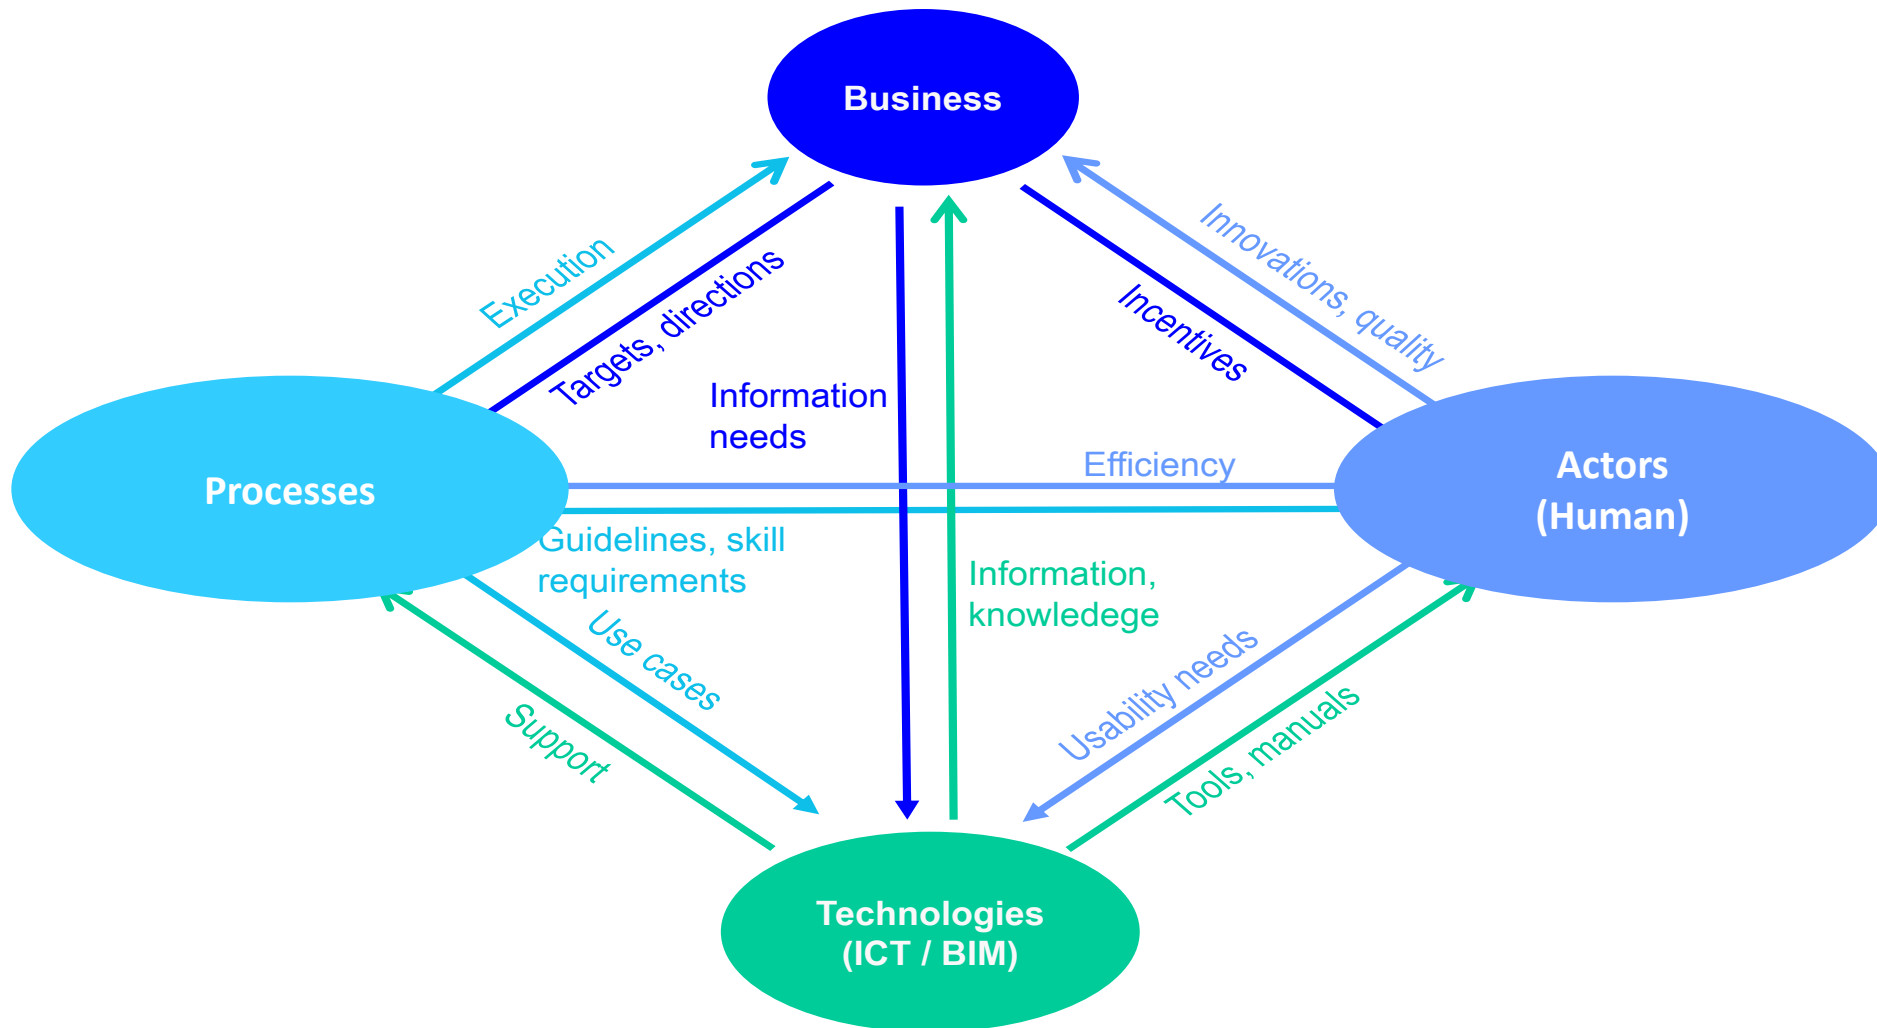 Business
Execution
Targets, directions
Innovations, quality
Incentives
Information
needs
Efficiency
Processes
Actors
(Human)
Guidelines, skill
requirements
Information,
knowledege
Use cases
Support
Usability needs
Tools, manuals
Technologies
(ICT / BIM)